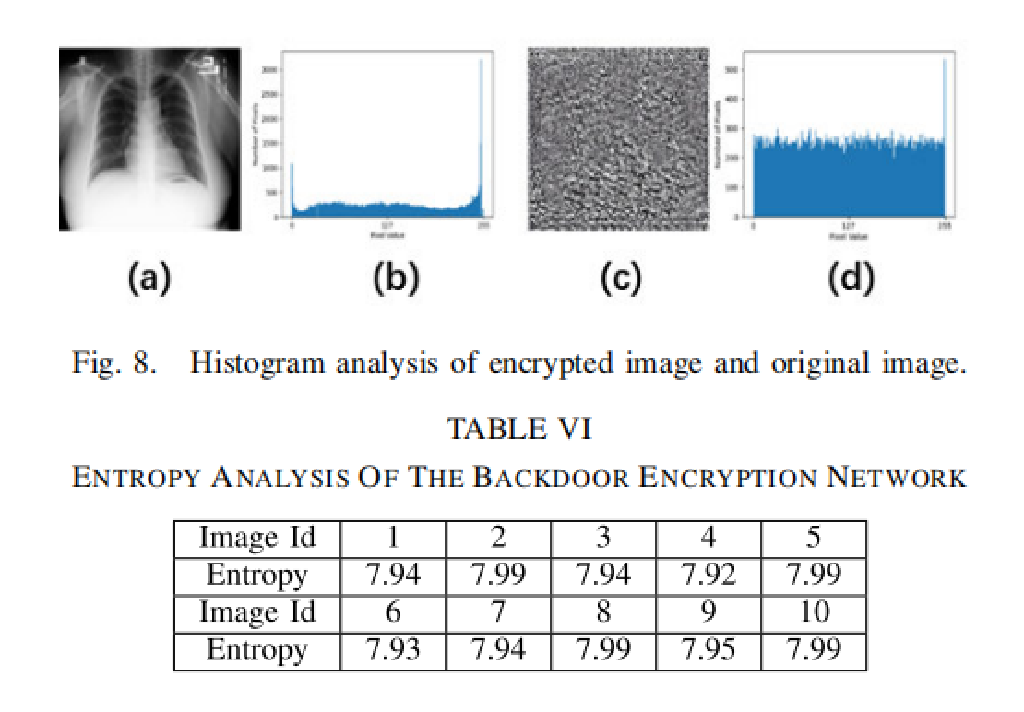 3000
2500
2000
1500
1000
500
0
Number of Pixels
0 127 255
Pixel Value
500
400
300
200
100
0
Number of Pixels
0 127 255
Pixel Value
(a) (b) (c) (d)
Fig. 8. Histogram analysis of encrypted image and original image.
TABLE VI
ENTROPY ANALYSIS OF THE BACKDOOR ENCRYPTION NETWORK
Image Id 1 2 3 4 5
Entropy 7.94 7.99 7.94 7.92 7.99
Image Id 6 7 8 9 10
Entropy 7.93 7.94 7.99 7.95 7.99